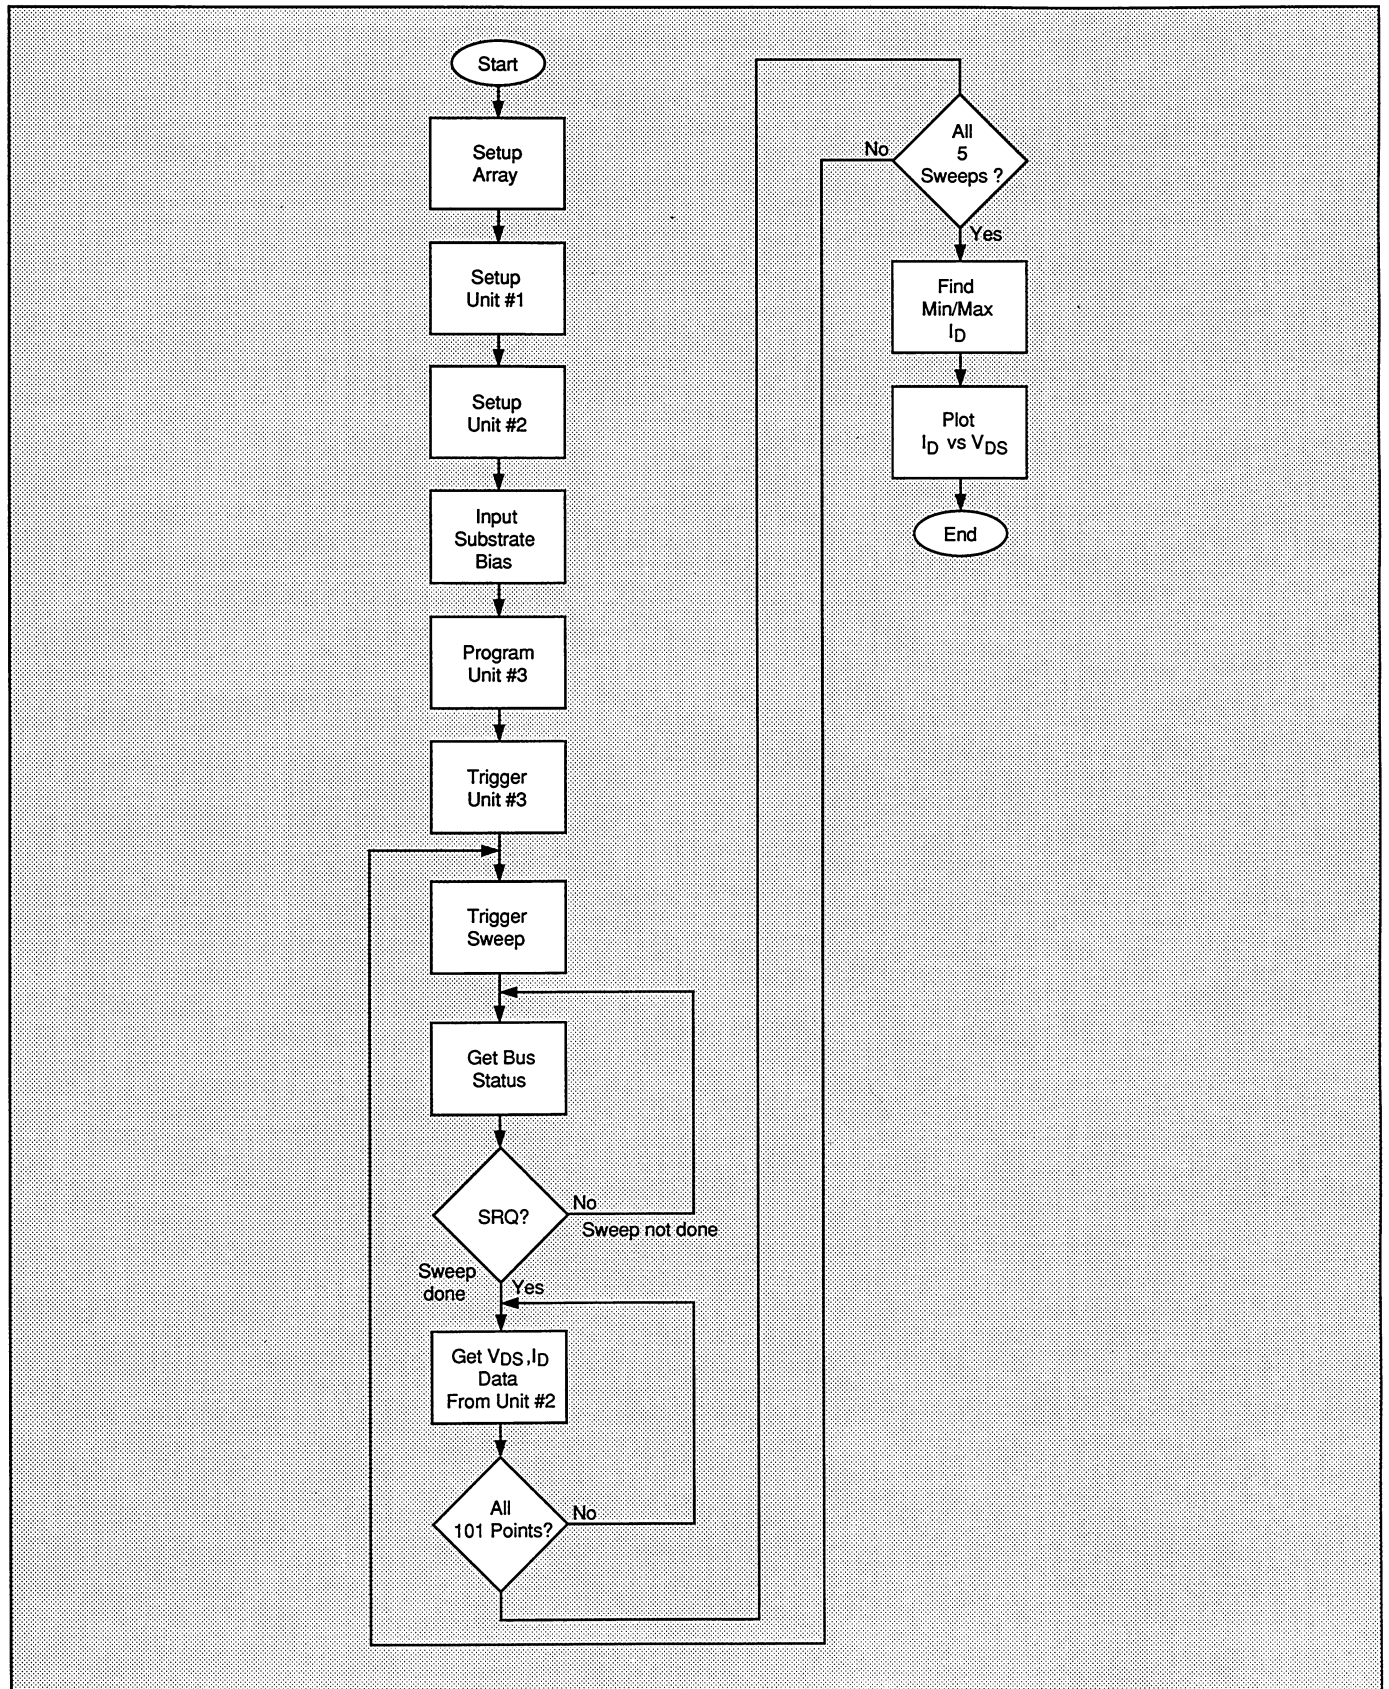 Start
Setup
Array
Setup
Unit #1
Setup
Unit #2
Input
Substrate
Bias
Program
Unit #3
Trigger
Unit #3
Trigger
Sweep
Get Bus
Status
SRQ?
No
Sweep not done
Sweep
done
Yes
Get VDS,ID
Data
From Unit #2
All
101 Points?
No
All
5
Sweeps ?
No
Yes
Find
Min/Max
ID
Plot
ID vs VDS
End